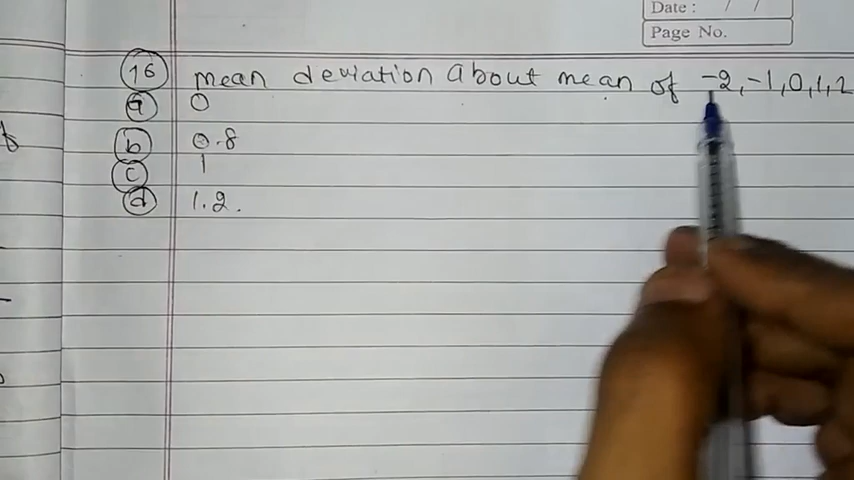 Date : / /
Page No.
16 mean deviation about mean of -2, -1, 0, 1, 2
a 0
b 0.8
c 1
d 1.2.